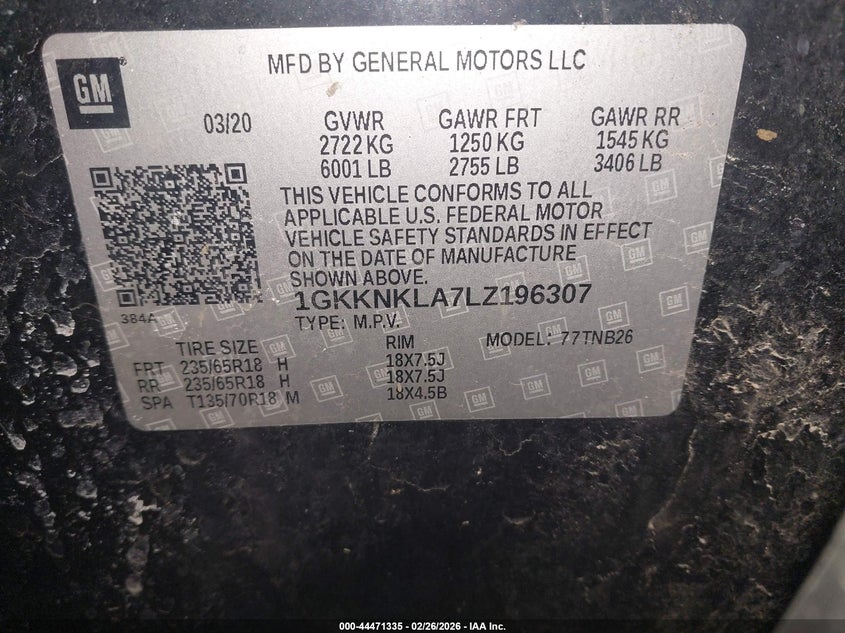 GM
MFD BY GENERAL MOTORS LLC
03/20 GVWR GAWR FRT GAWR RR
2722 KG 1250 KG 1545 KG
6001 LB 2755 LB 3406 LB
THIS VEHICLE CONFORMS TO ALL
APPLICABLE U.S. FEDERAL MOTOR
VEHICLE SAFETY STANDARDS IN EFFECT
ON THE DATE OF MANUFACTURE
SHOWN ABOVE.
1GKKNKLA7LZ196307
384A
TYPE: M.P.V. MODEL: 77TNB26
TIRE SIZE RIM
FRT 235/65R18 H 18X7.5J
RR 235/65R18 H 18X7.5J
SPA T135/70R18 M 18X4.5B
000-44471335 - 02/26/2026 - IAA Inc.